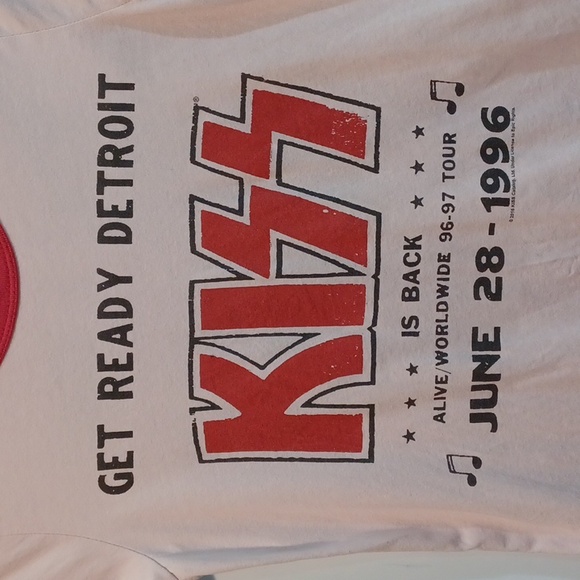 GET READY DETROIT
KISS®
IS BACK
ALIVE/WORLDWIDE 96-97 TOUR
JUNE 28-1996